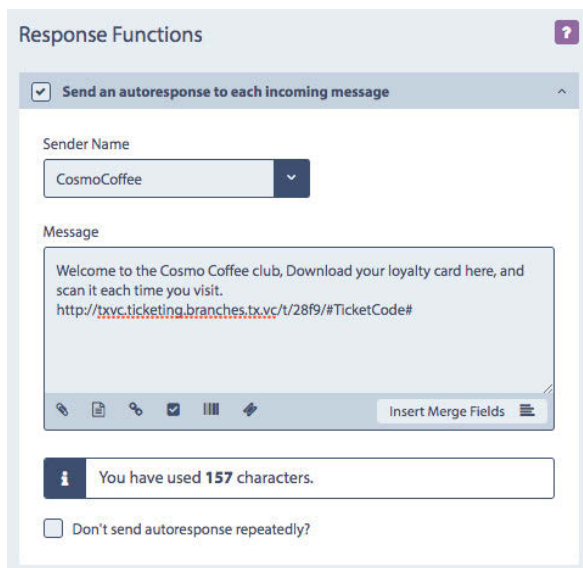 Response Functions
?
Send an autoresponse to each incoming message
Sender Name
CosmoCoffee
Message
Welcome to the Cosmo Coffee club, Download your loyalty card here, and
scan it each time you visit.
http://txvc.ticketing.branches.tx.vc/t/28f9/#TicketCode#
Insert Merge Fields
i You have used 157 characters.
Don't send autoresponse repeatedly?